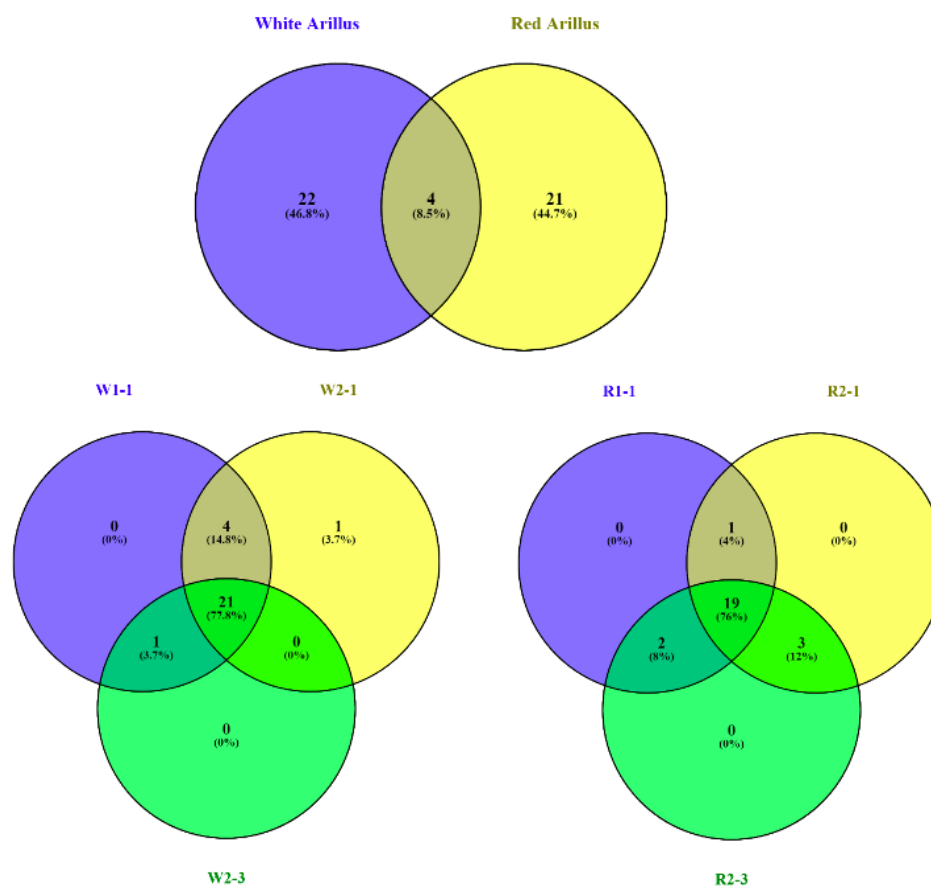 White Arillus Red Arillus
22 4 21
(46.8%) (8.5%) (44.7%)
W1-1 W2-1 R1-1 R2-1
0 4 1 0 1 0
(0%) (14.8%) (3.7%) (0%) (4%) (0%)
21 19
(77.8%) (76%)
1 0 2 3
(3.7%) (0%) (8%) (12%)
0 0
(0%) (0%)
W2-3 R2-3